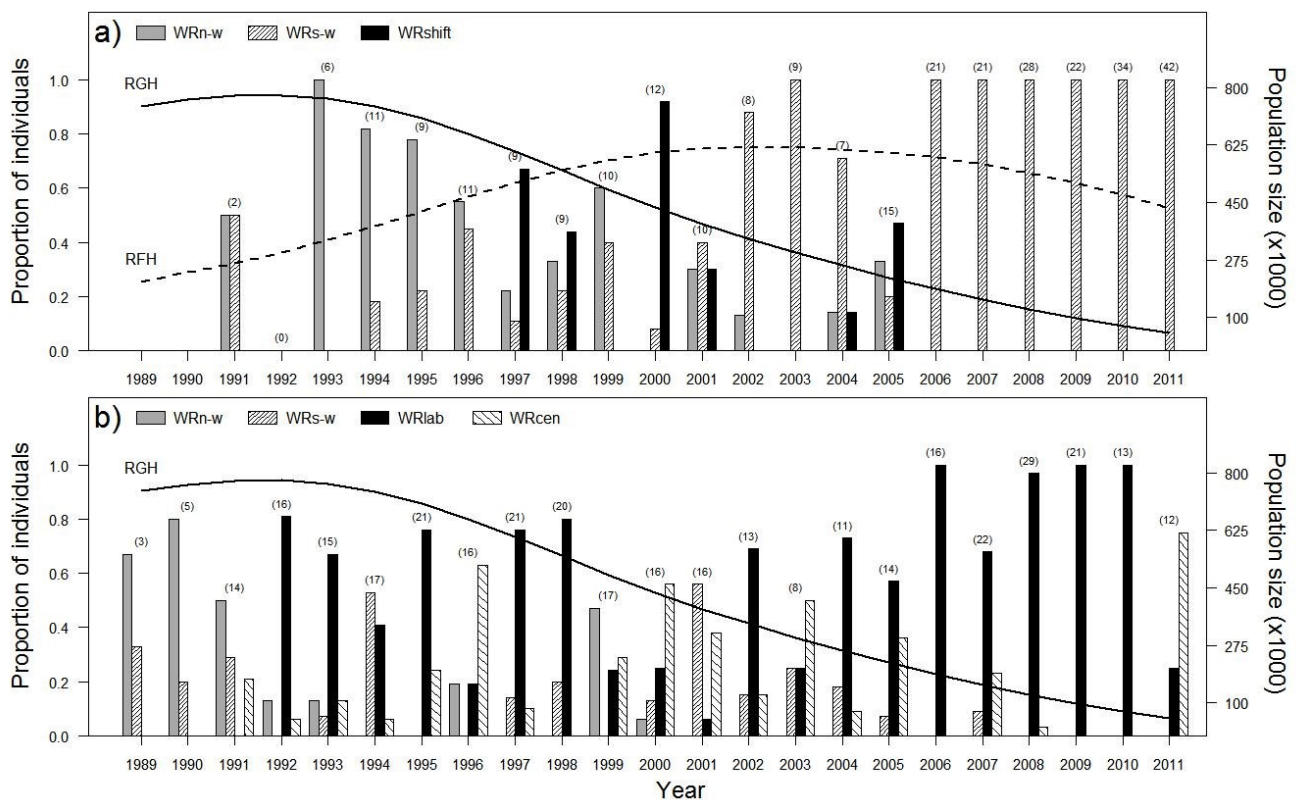 a) WRn-w WRs-w WRshift
Proportion of individuals
Population size (x1000)
1.0
0.8
0.6
0.4
0.2
0.0
800
625
450
275
100
RGH
RFH
(2) (0) (6) (11) (9) (11) (9) (9) (10) (12) (10) (8) (9) (7) (15) (21) (21) (28) (22) (34) (42)
1989 1990 1991 1992 1993 1994 1995 1996 1997 1998 1999 2000 2001 2002 2003 2004 2005 2006 2007 2008 2009 2010 2011
b) WRn-w WRs-w WRlab WRcen
Proportion of individuals
Population size (x1000)
1.0
0.8
0.6
0.4
0.2
0.0
800
625
450
275
100
RGH
(3) (5) (14) (16) (15) (17) (21) (16) (21) (20) (17) (16) (16) (13) (8) (11) (14) (16) (22) (29) (21) (13) (12)
1989 1990 1991 1992 1993 1994 1995 1996 1997 1998 1999 2000 2001 2002 2003 2004 2005 2006 2007 2008 2009 2010 2011
Year